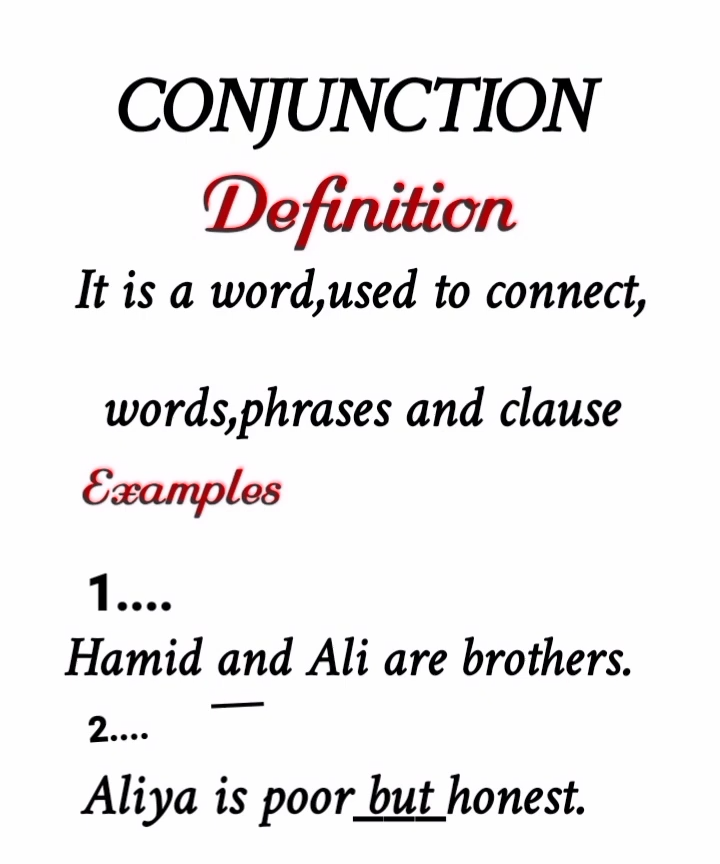 CONJUNCTION
Definition
It is a word,used to connect,
words,phrases and clause
Examples
1....
Hamid and Ali are brothers.
2....
Aliya is poor but honest.